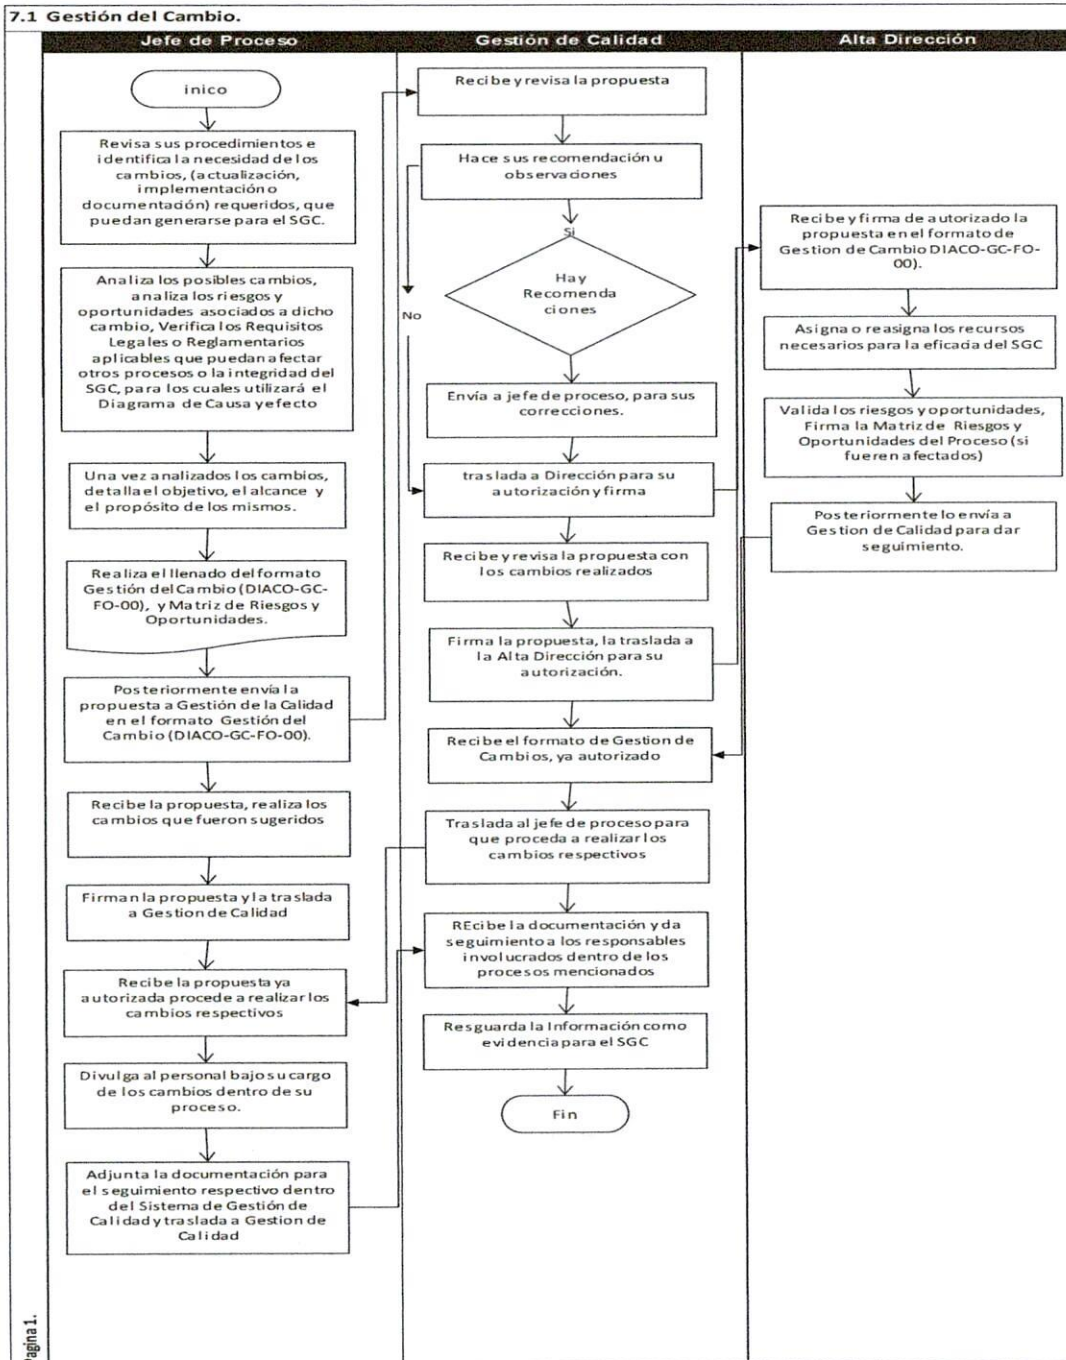 7.1 Gestión del Cambio.
Jefe de Proceso
Gestión de Calidad
Alta Dirección
inico
Revisa sus procedimientos e
identifica la necesidad de los
cambios, (actualización,
implementación o
documentación) requeridos, que
puedan generarse para el SGC.
Analiza los posibles cambios,
analiza los riesgos y
oportunidades asociados a dicho
cambio, Verifica los Requisitos
Legales o Reglamentarios
aplicables que puedan afectar
otros procesos o la integridad del
SGC, para los cuales utilizará el
Diagrama de Causa y efecto
Una vez analizados los cambios,
detalla el objetivo, el alcance y
el propósito de los mismos.
Realiza el llenado del formato
Gestión del Cambio (DIACO-GC-
FO-00), y Matriz de Riesgos y
Oportunidades.
Posteriormente envía la
propuesta a Gestión de la Calidad
en el formato Gestión del
Cambio (DIACO-GC-FO-00).
Recibe la propuesta, realiza los
cambios que fueron sugeridos
Firman la propuesta y la traslada
a Gestion de Calidad
Recibe la propuesta ya
autorizada procede a realizar los
cambios respectivos
Divulga al personal bajo su cargo
de los cambios dentro de su
proceso.
Adjunta la documentación para
el seguimiento respectivo dentro
del Sistema de Gestión de
Calidad y traslada a Gestion de
Calidad
Recibe y revisa la propuesta
Hace sus recomendación u
observaciones
Si
Hay
Recomenda
ciones
No
Envía a jefe de proceso, para sus
correcciones.
traslada a Dirección para su
autorización y firma
Recibe y revisa la propuesta con
los cambios realizados
Firma la propuesta, la traslada a
la Alta Dirección para su
autorización.
Recibe el formato de Gestion de
Cambios, ya autorizado
Traslada al jefe de proceso para
que proceda a realizar los
cambios respectivos
REcibe la documentación y da
seguimiento a los responsables
involucrados dentro de los
procesos mencionados
Resguarda la Información como
evidencia para el SGC
Fin
Recibe y firma de autorizado la
propuesta en el formato de
Gestion de Cambio DIACO-GC-FO-
00).
Asigna o reasigna los recursos
necesarios para la eficacia del SGC
Valida los riesgos y oportunidades,
Firma la Matriz de Riesgos y
Oportunidades del Proceso (si
fueren afectados)
Posteriormente lo envía a
Gestion de Calidad para dar
seguimiento.
Pagina 1.